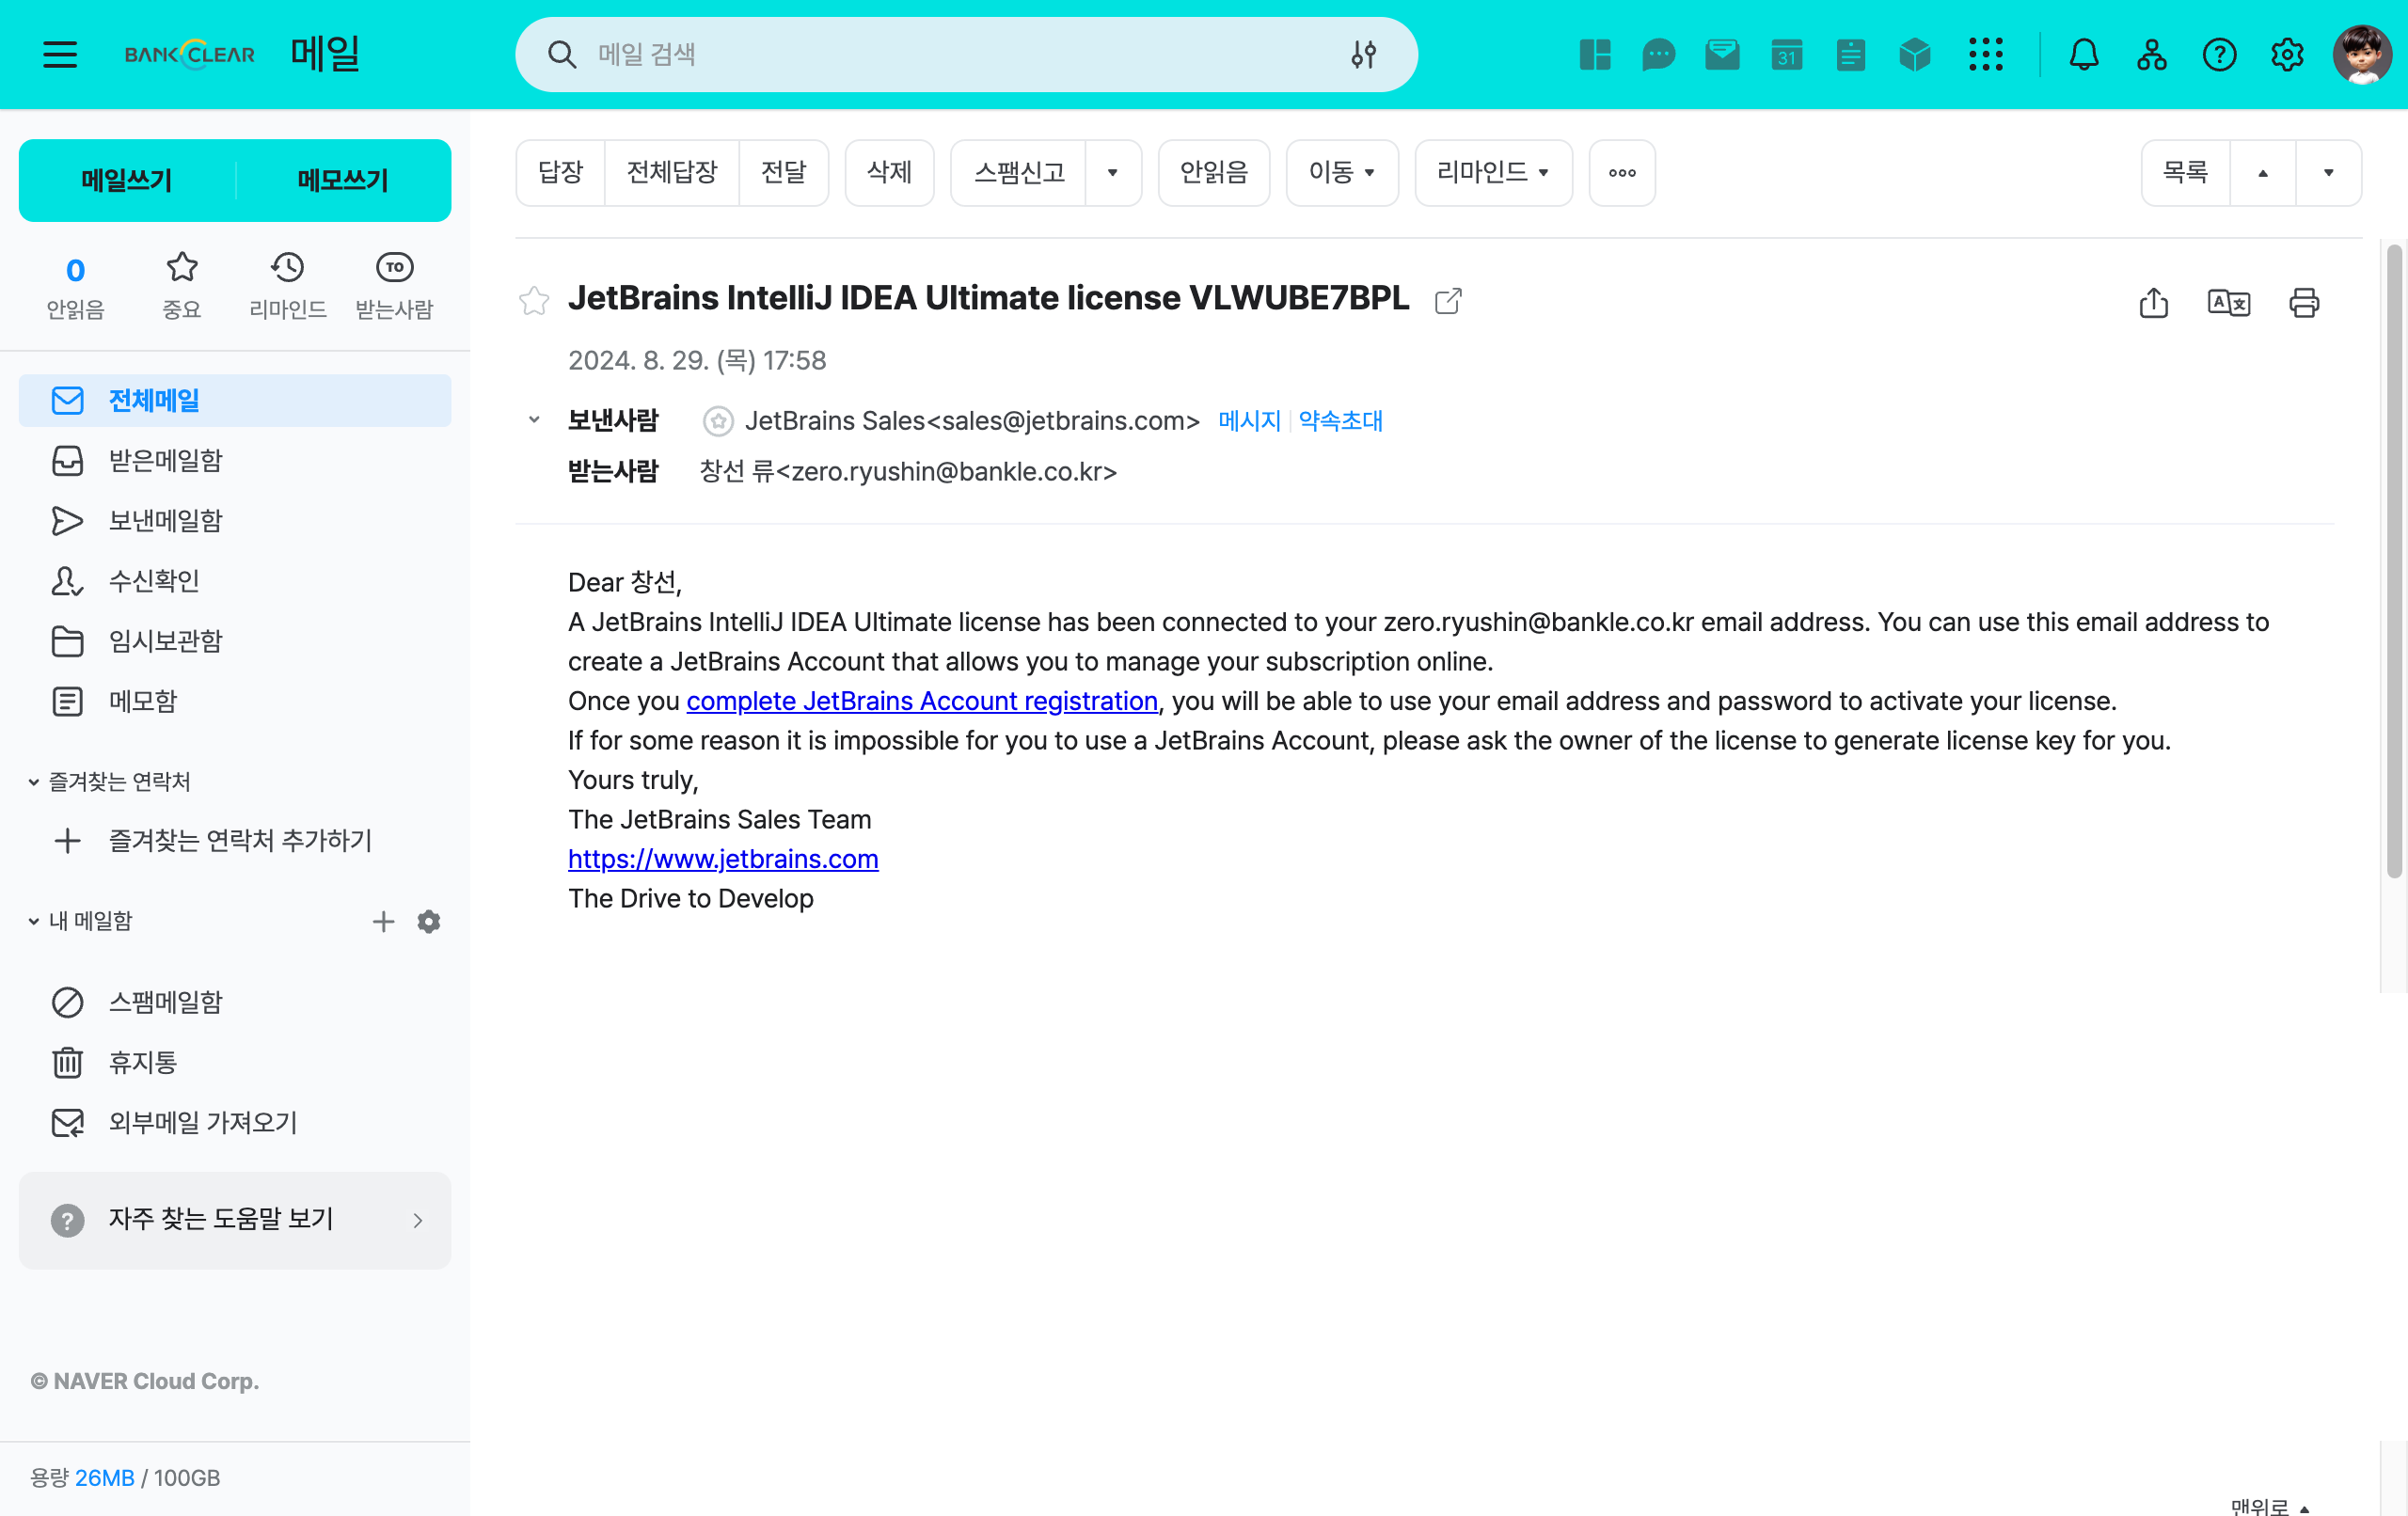 BANKCLEAR 메일
메일 검색
31
메일쓰기 메모쓰기
0
TO
안읽음 중요 리마인드 받는사람
전체메일
받은메일함
보낸메일함
수신확인
임시보관함
메모함
즐겨찾는 연락처
즐겨찾는 연락처 추가하기
내 메일함
스팸메일함
휴지통
외부메일 가져오기
자주 찾는 도움말 보기
© NAVER Cloud Corp.
용량 26MB / 100GB
답장 전체답장 전달 삭제 스팸신고 안읽음 이동 리마인드 목록
JetBrains IntelliJ IDEA Ultimate license VLWUBE7BPL
2024. 8. 29. (목) 17:58
보낸사람 JetBrains Sales<sales@jetbrains.com> 메시지 약속초대
받는사람 창선 류<zero.ryushin@bankle.co.kr>
Dear 창선,
A JetBrains IntelliJ IDEA Ultimate license has been connected to your zero.ryushin@bankle.co.kr email address. You can use this email address to
create a JetBrains Account that allows you to manage your subscription online.
Once you complete JetBrains Account registration, you will be able to use your email address and password to activate your license.
If for some reason it is impossible for you to use a JetBrains Account, please ask the owner of the license to generate license key for you.
Yours truly,
The JetBrains Sales Team
https://www.jetbrains.com
The Drive to Develop
맨위로